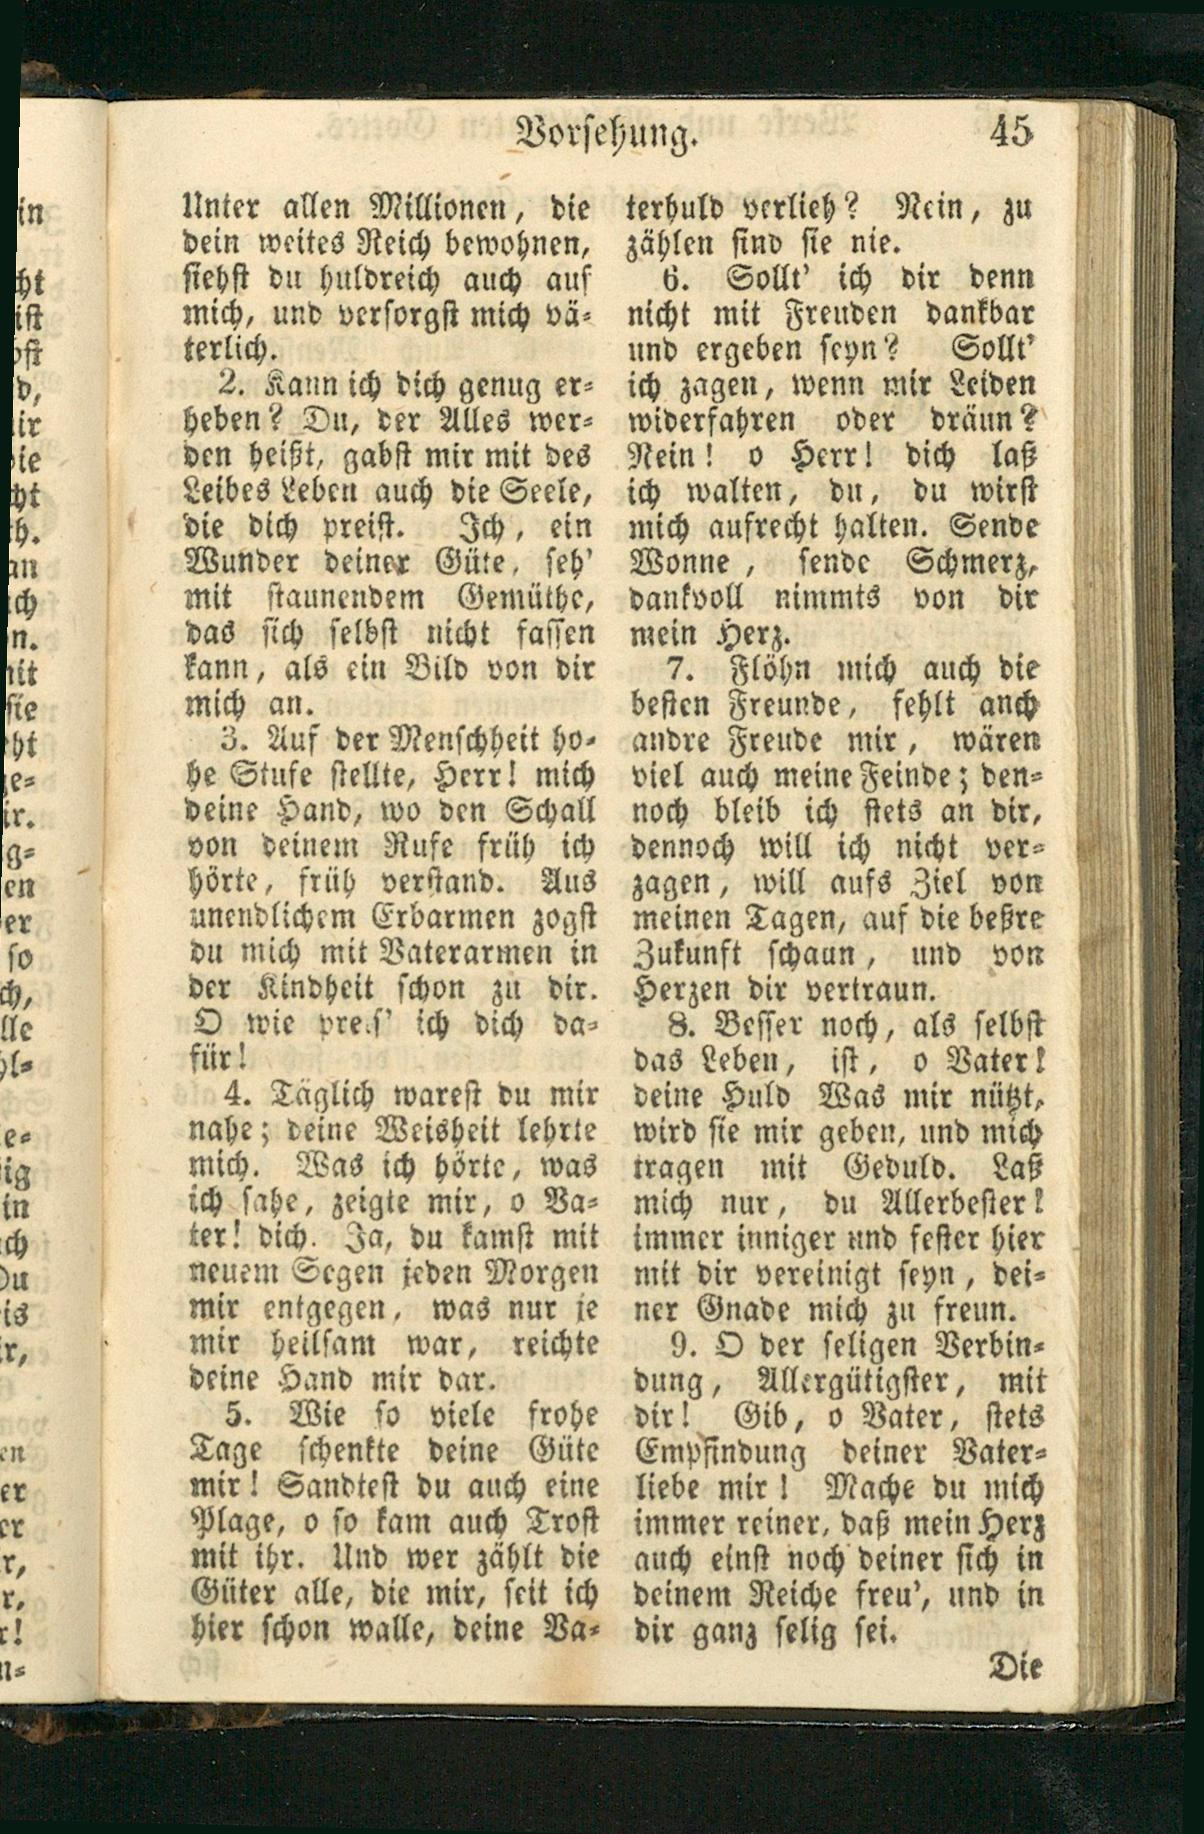 Vorsehung. 45
Unter allen Millionen, die
dein weites Reich bewohnen,
siehst du huldreich auch auf
mich, und versorgst mich vä-
terlich.
2. Kann ich dich genug er-
heben? Du, der Alles wer-
den heißt, gabst mir mit des
Leibes Leben auch die Seele,
die dich preist. Ich, ein
Wunder deiner Güte, seh'
mit staunendem Gemüthe,
das sich selbst nicht fassen
kann, als ein Bild von dir
mich an.
3. Auf der Menschheit ho-
he Stufe stellte, Herr! mich
deine Hand, wo den Schall
von deinem Rufe früh ich
hörte, früh verstand. Aus
unendlichem Erbarmen zogst
du mich mit Vaterarmen in
der Kindheit schon zu dir.
O wie preis' ich dich da-
für!
4. Täglich warest du mir
nahe; deine Weisheit lehrte
mich. Was ich hörte, was
ich sahe, zeigte mir, o Va-
ter! dich. Ja, du kamst mit
neuem Segen jeden Morgen
mir entgegen, was nur je
mir heilsam war, reichte
deine Hand mir dar.
5. Wie so viele frohe
Tage schenkte deine Güte
mir! Sandtest du auch eine
Plage, o so kam auch Trost
mit ihr. Und wer zählt die
Güter alle, die mir, seit ich
hier schon walle, deine Va-
terhuld verlieh? Nein, zu
zählen sind sie nie.
6. Sollt' ich dir denn
nicht mit Freuden dankbar
und ergeben seyn? Sollt'
ich zagen, wenn mir Leiden
widerfahren oder dräun?
Nein! o Herr! dich laß
ich walten, du, du wirst
mich aufrecht halten. Sende
Wonne, sende Schmerz,
dankvoll nimmts von dir
mein Herz.
7. Flöhn mich auch die
besten Freunde, fehlt anch
andre Freude mir, wären
viel auch meine Feinde; den-
noch bleib ich stets an dir,
dennoch will ich nicht ver-
zagen, will aufs Ziel von
meinen Tagen, auf die beßre
Zukunft schaun, und von
Herzen dir vertraun.
8. Besser noch, als selbst
das Leben, ist, o Vater!
deine Huld Was mir nützt,
wird sie mir geben, und mich
tragen mit Geduld. Laß
mich nur, du Allerbester!
immer inniger und fester hier
mit dir vereinigt seyn, dei-
ner Gnade mich zu freun.
9. O der seligen Verbin-
dung, Allergütigster, mit
dir! Gib, o Vater, stets
Empfindung deiner Vater-
liebe mir! Mache du mich
immer reiner, daß mein Herz
auch einst noch deiner sich in
deinem Reiche freu', und in
dir ganz selig sei.
Die